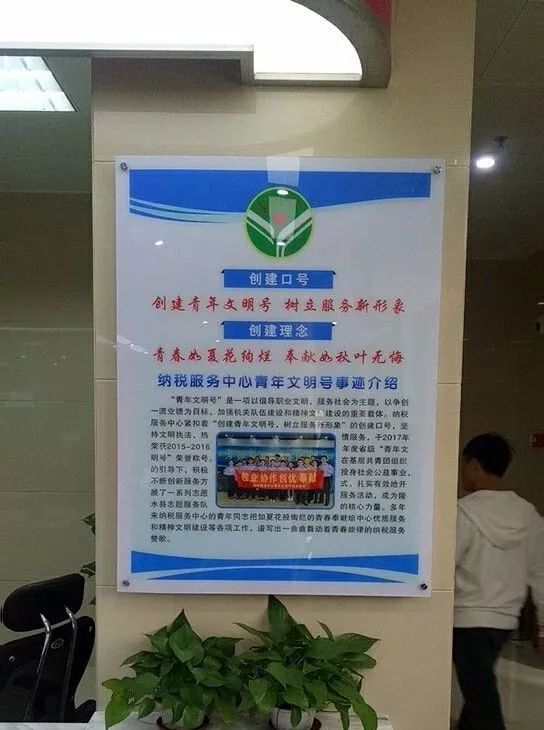 创建口号
创建青年文明号 树立服务新形象
创建理念
青春如夏花绚烂 奉献如秋叶无悔
纳税服务中心青年文明号事迹介绍
"青年文明号"是一项以倡导职业文明、服务社会为主题,以争创
一流业绩为目标,加强机关队伍建设和精神文明建设的重要载体。纳税
服务中心紧扣着"创建青年文明号,树立服务新形象"的创建口号,坚
持文明执法、热 情服务,于2017年
荣获2015-2016 年度省级"青年文
明号"荣誉称号。 在基层共青团组织
的引导下,积极 投身社会公益事业,
不断创新服务方 式,扎实有效地开
展了一系列志愿 服务活动,成为陵
水县志愿服务队 的核心力量。多年
来纳税服务中心的青年同志把如夏花般绚烂的青春奉献给中心优质服务
和精神文明建设等各项工作,谱写出一曲曲舞动着青春旋律的纳税服务
赞歌。
敬业协作创优奉献